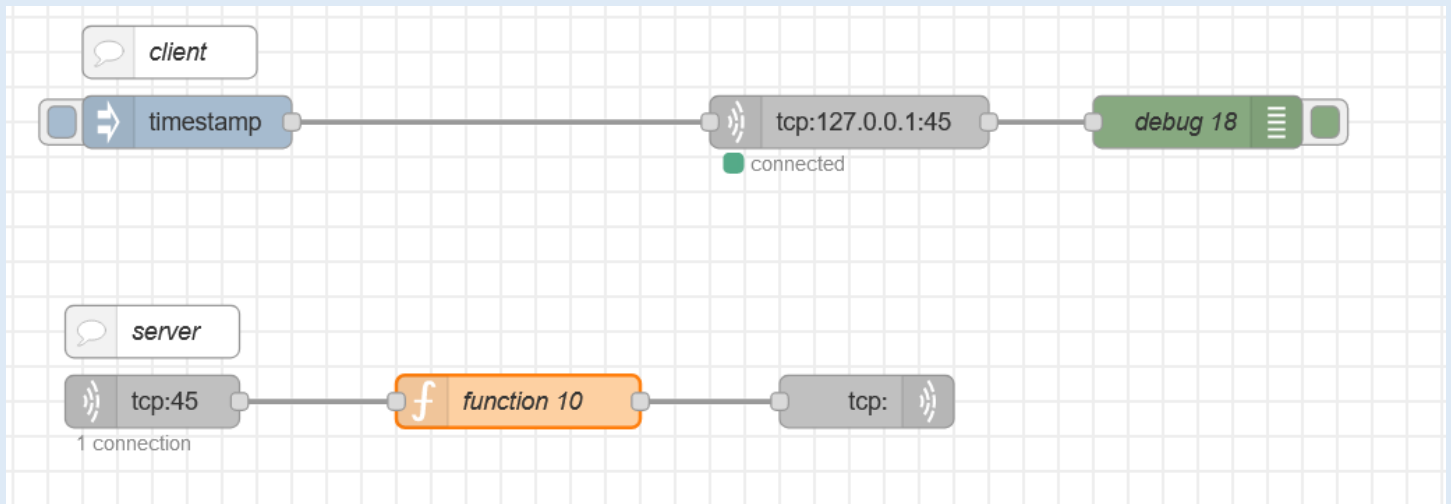 client
timestamp
tcp:127.0.0.1:45
debug 18
connected
server
tcp:45
function 10
tcp:
1 connection